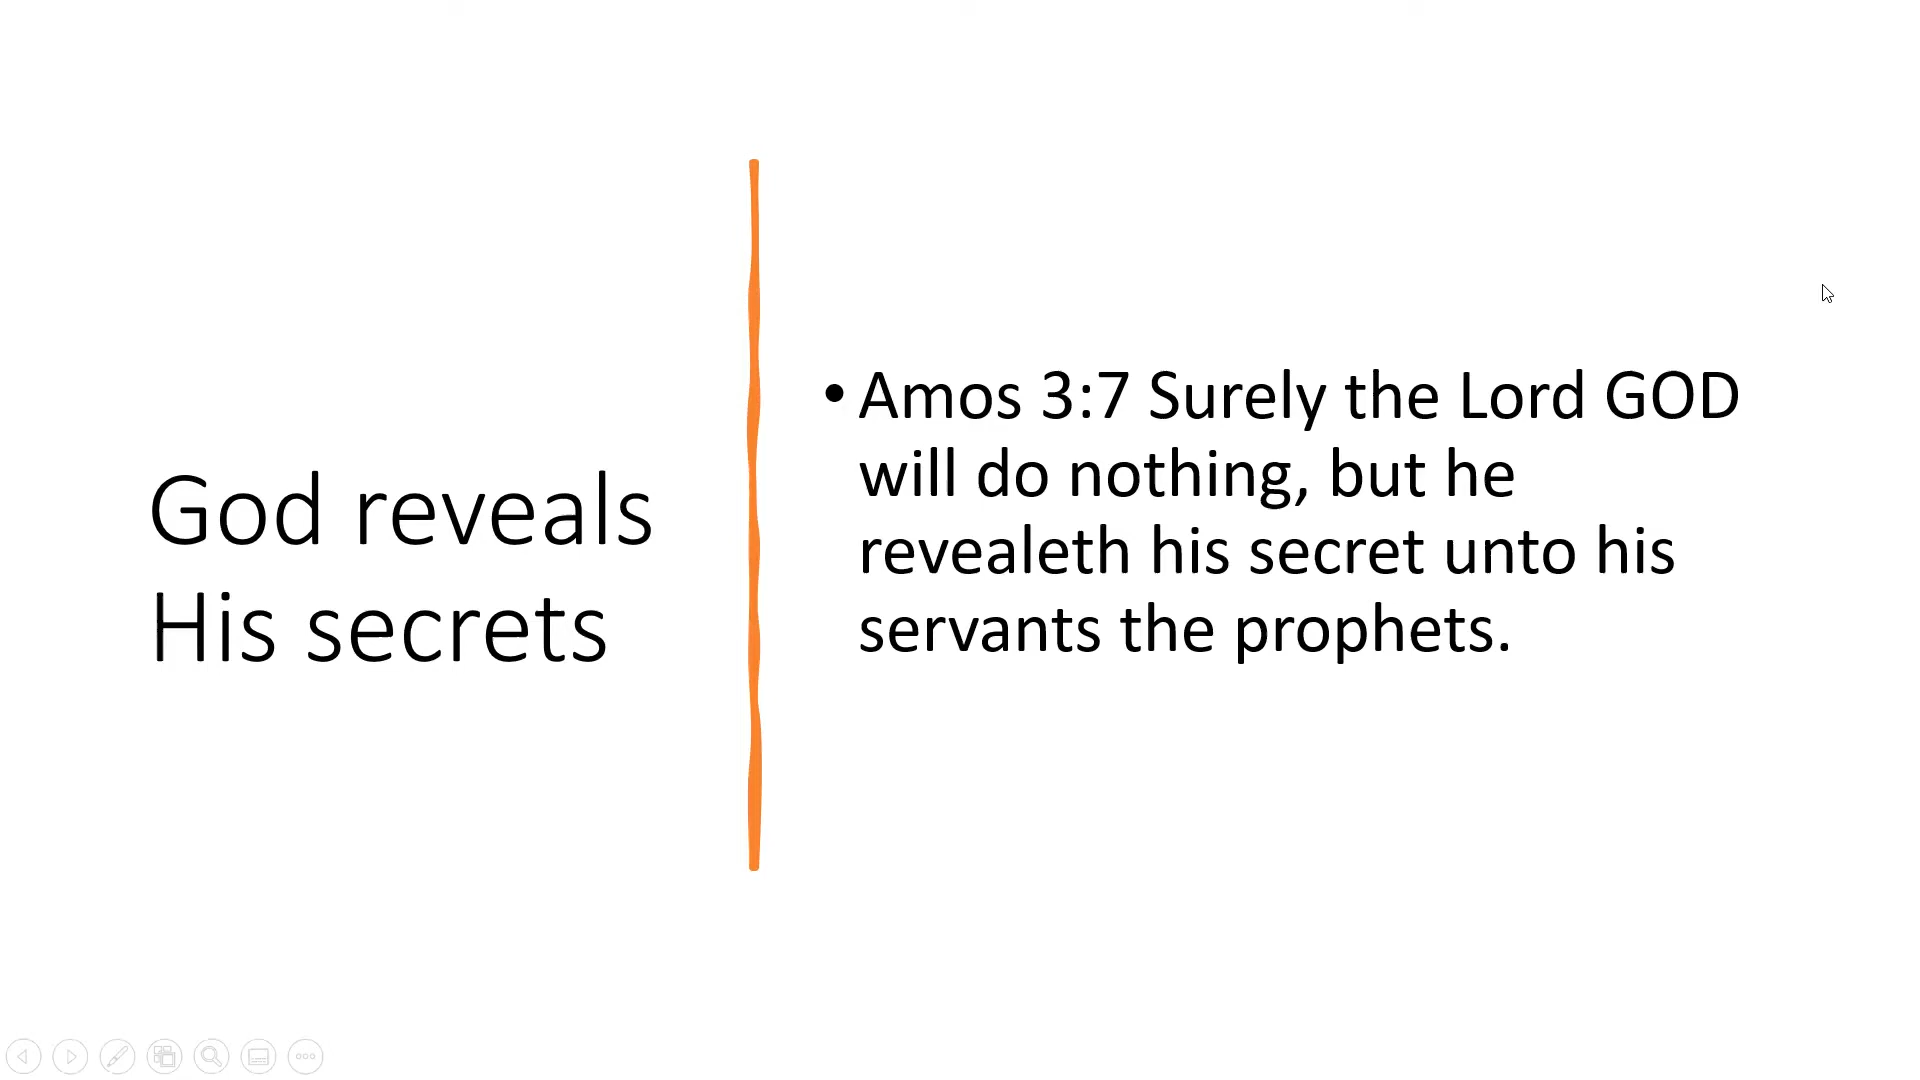 God reveals
His secrets
• Amos 3:7 Surely the Lord GOD
will do nothing, but he
revealeth his secret unto his
servants the prophets.